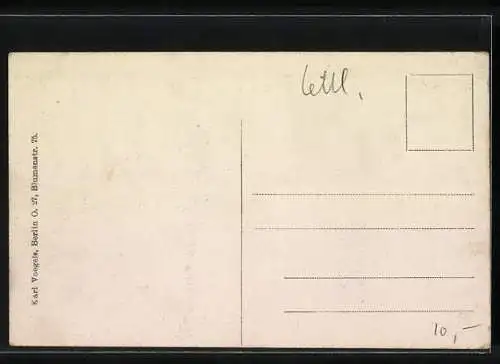 Karl Voegels, Berlin O. 27, Blumenstr. 75.
10,-